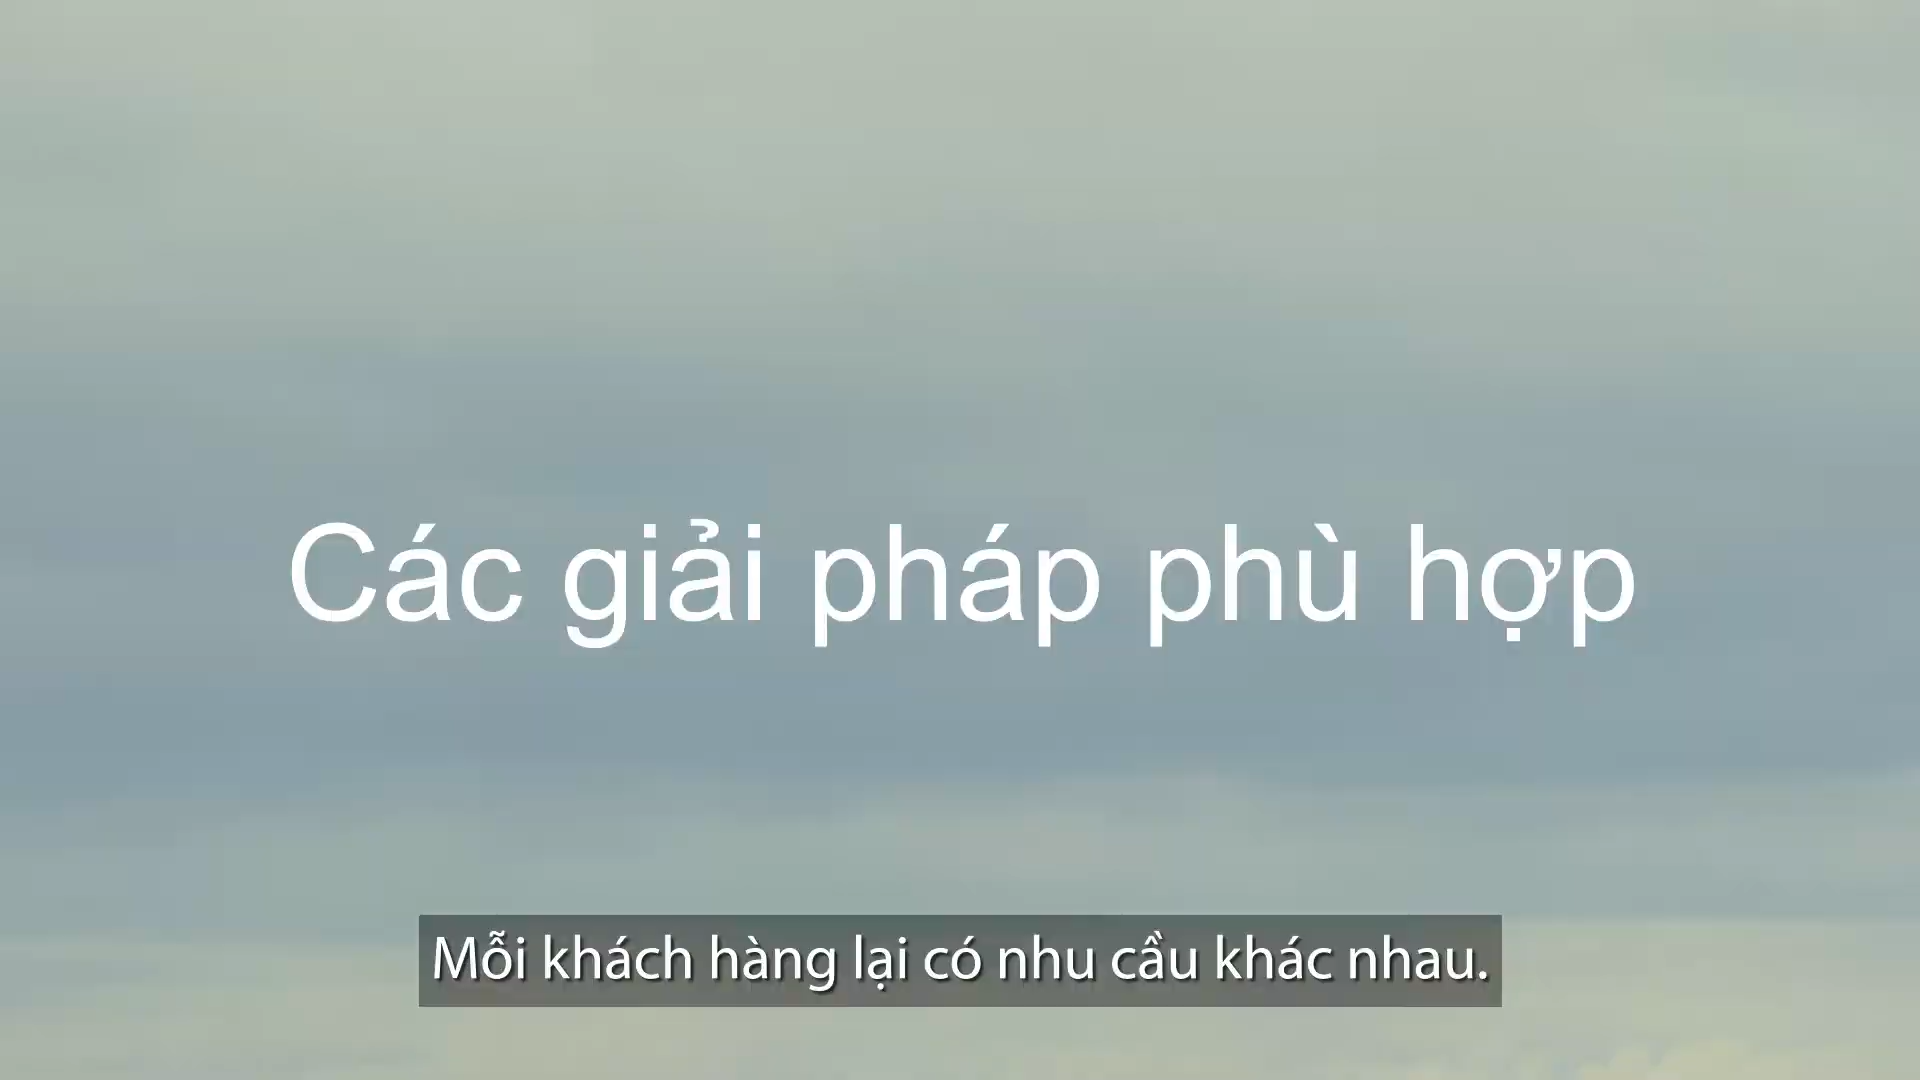 Các giải pháp phù hợp
Mỗi khách hàng lại có nhu cầu khác nhau.